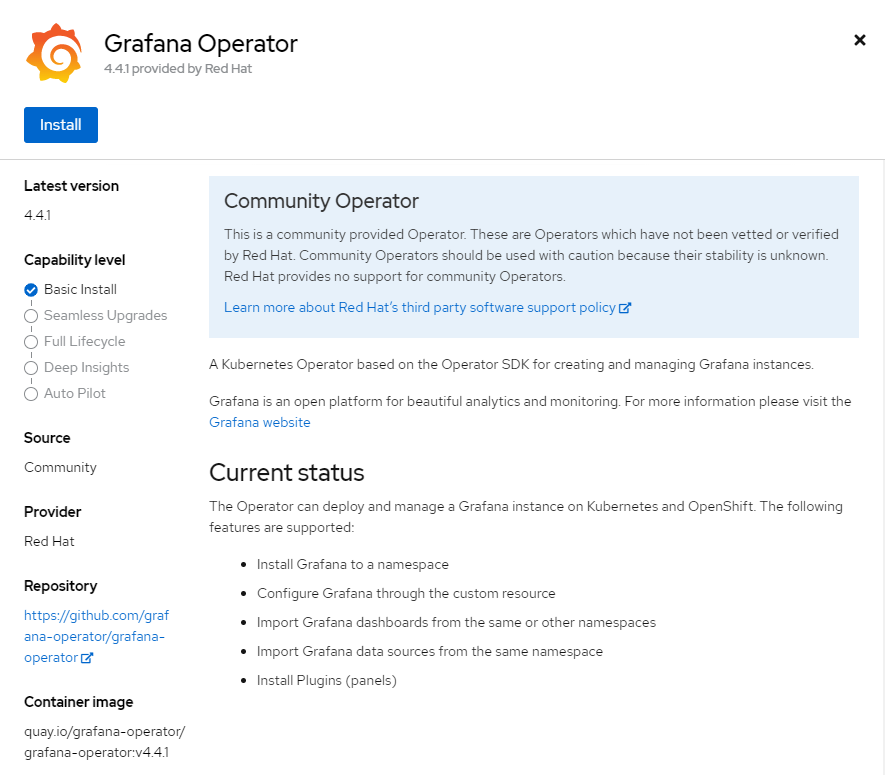 Grafana Operator
4.4.1 provided by Red Hat
Install
Latest version
4.4.1
Capability level
Basic Install
Seamless Upgrades
Full Lifecycle
Deep Insights
Auto Pilot
Source
Community
Provider
Red Hat
Repository
https://github.com/graf
ana-operator/grafana-
operator
Container image
quay.io/grafana-operator/
grafana-operator:v4.4.1
Community Operator
This is a community provided Operator. These are Operators which have not been vetted or verified
by Red Hat. Community Operators should be used with caution because their stability is unknown.
Red Hat provides no support for community Operators.
Learn more about Red Hat’s third party software support policy
A Kubernetes Operator based on the Operator SDK for creating and managing Grafana instances.
Grafana is an open platform for beautiful analytics and monitoring. For more information please visit the
Grafana website
Current status
The Operator can deploy and manage a Grafana instance on Kubernetes and OpenShift. The following
features are supported:
• Install Grafana to a namespace
• Configure Grafana through the custom resource
• Import Grafana dashboards from the same or other namespaces
• Import Grafana data sources from the same namespace
• Install Plugins (panels)